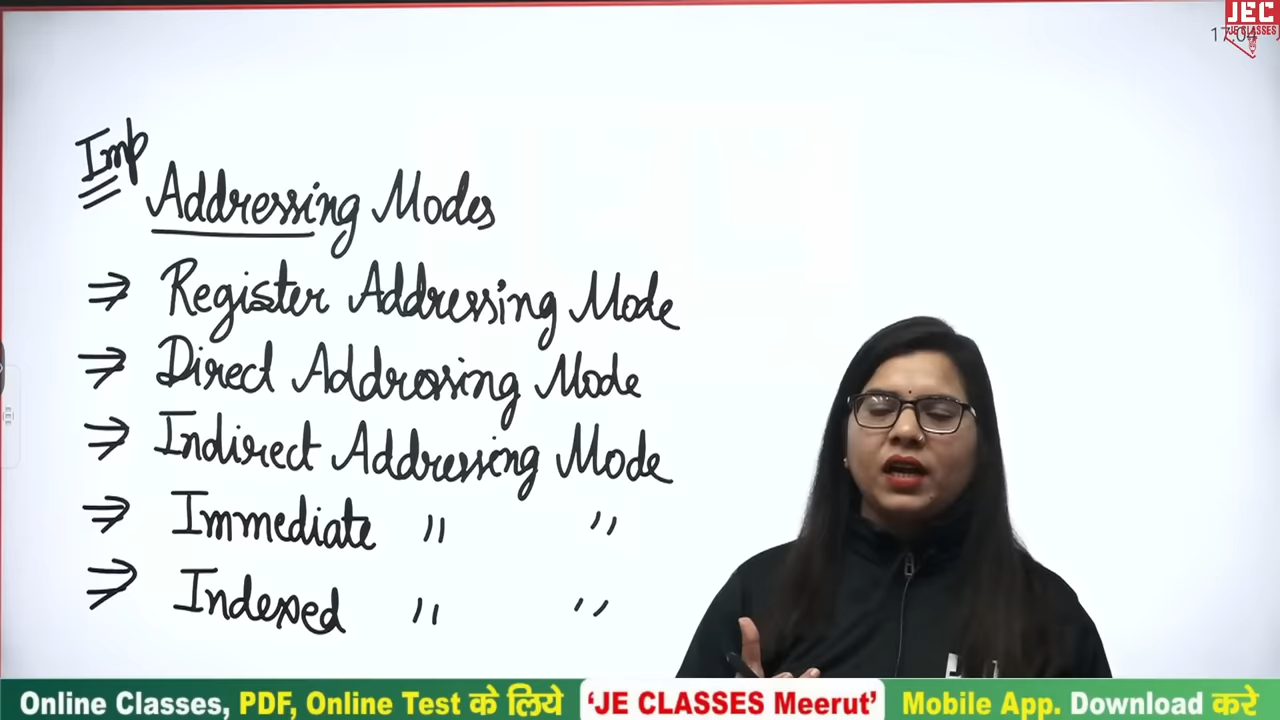 JEC
JE CLASSES
Imp
Addressing Modes
⇒ Register Addressing Mode
⇒ Direct Addressing Mode
⇒ Indirect Addressing Mode
⇒ Immediate " "
⇒ Indexed " "
Online Classes, PDF, Online Test के लिये 'JE CLASSES Meerut' Mobile App. Download करे